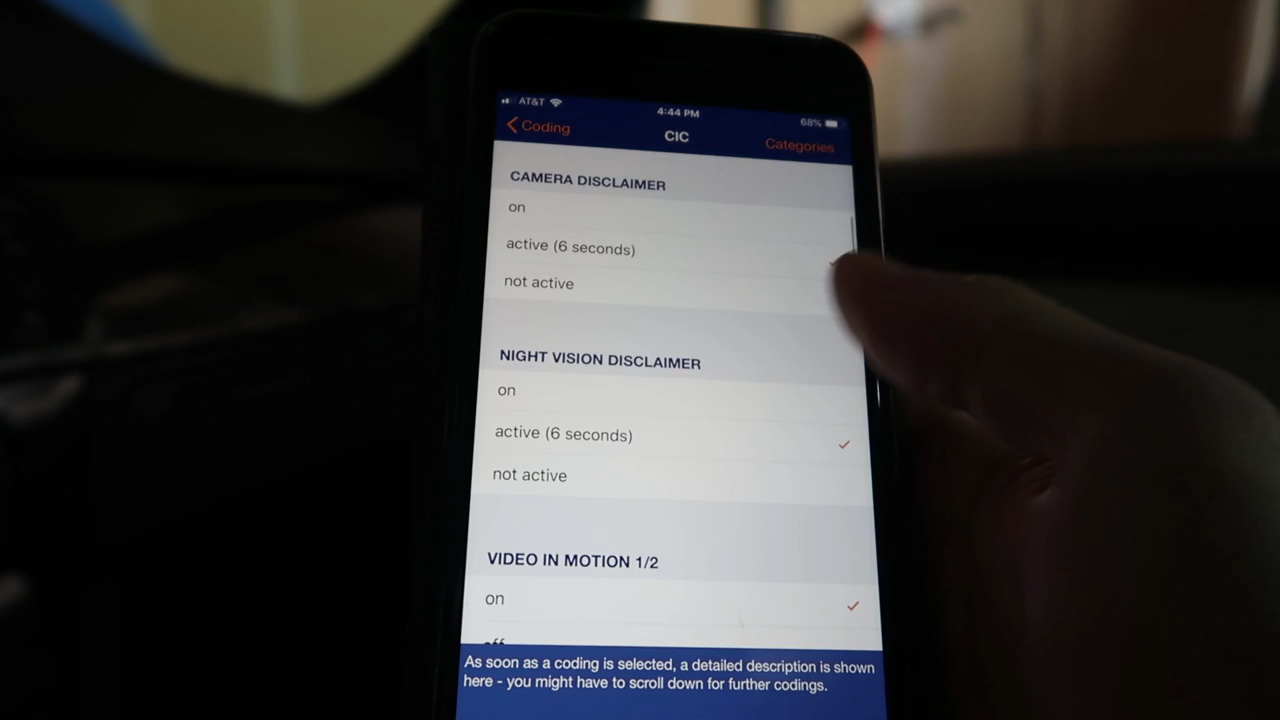 AT&T
4:44 PM
68%
Coding
CIC
Categories
CAMERA DISCLAIMER
on
active (6 seconds)
not active
NIGHT VISION DISCLAIMER
on
active (6 seconds)
not active
VIDEO IN MOTION 1/2
on
off
As soon as a coding is selected, a detailed description is shown
here - you might have to scroll down for further codings.